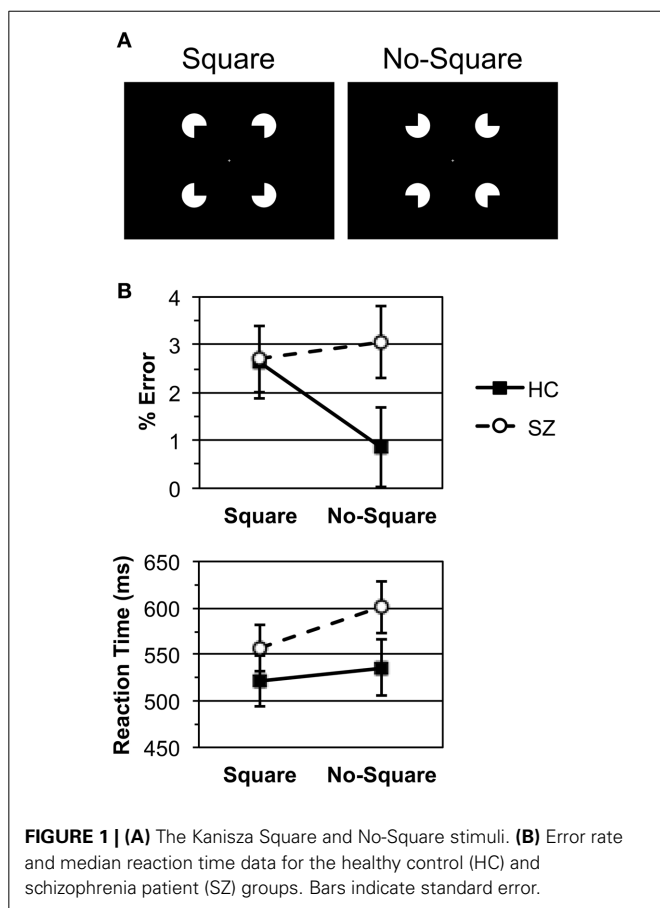 A
Square No-Square
B
4
3
2
1
0
% Error
Square No-Square
HC
SZ
650
600
550
500
450
Reaction Time (ms)
Square No-Square
FIGURE 1 | (A) The Kanisza Square and No-Square stimuli. (B) Error rate
and median reaction time data for the healthy control (HC) and
schizophrenia patient (SZ) groups. Bars indicate standard error.